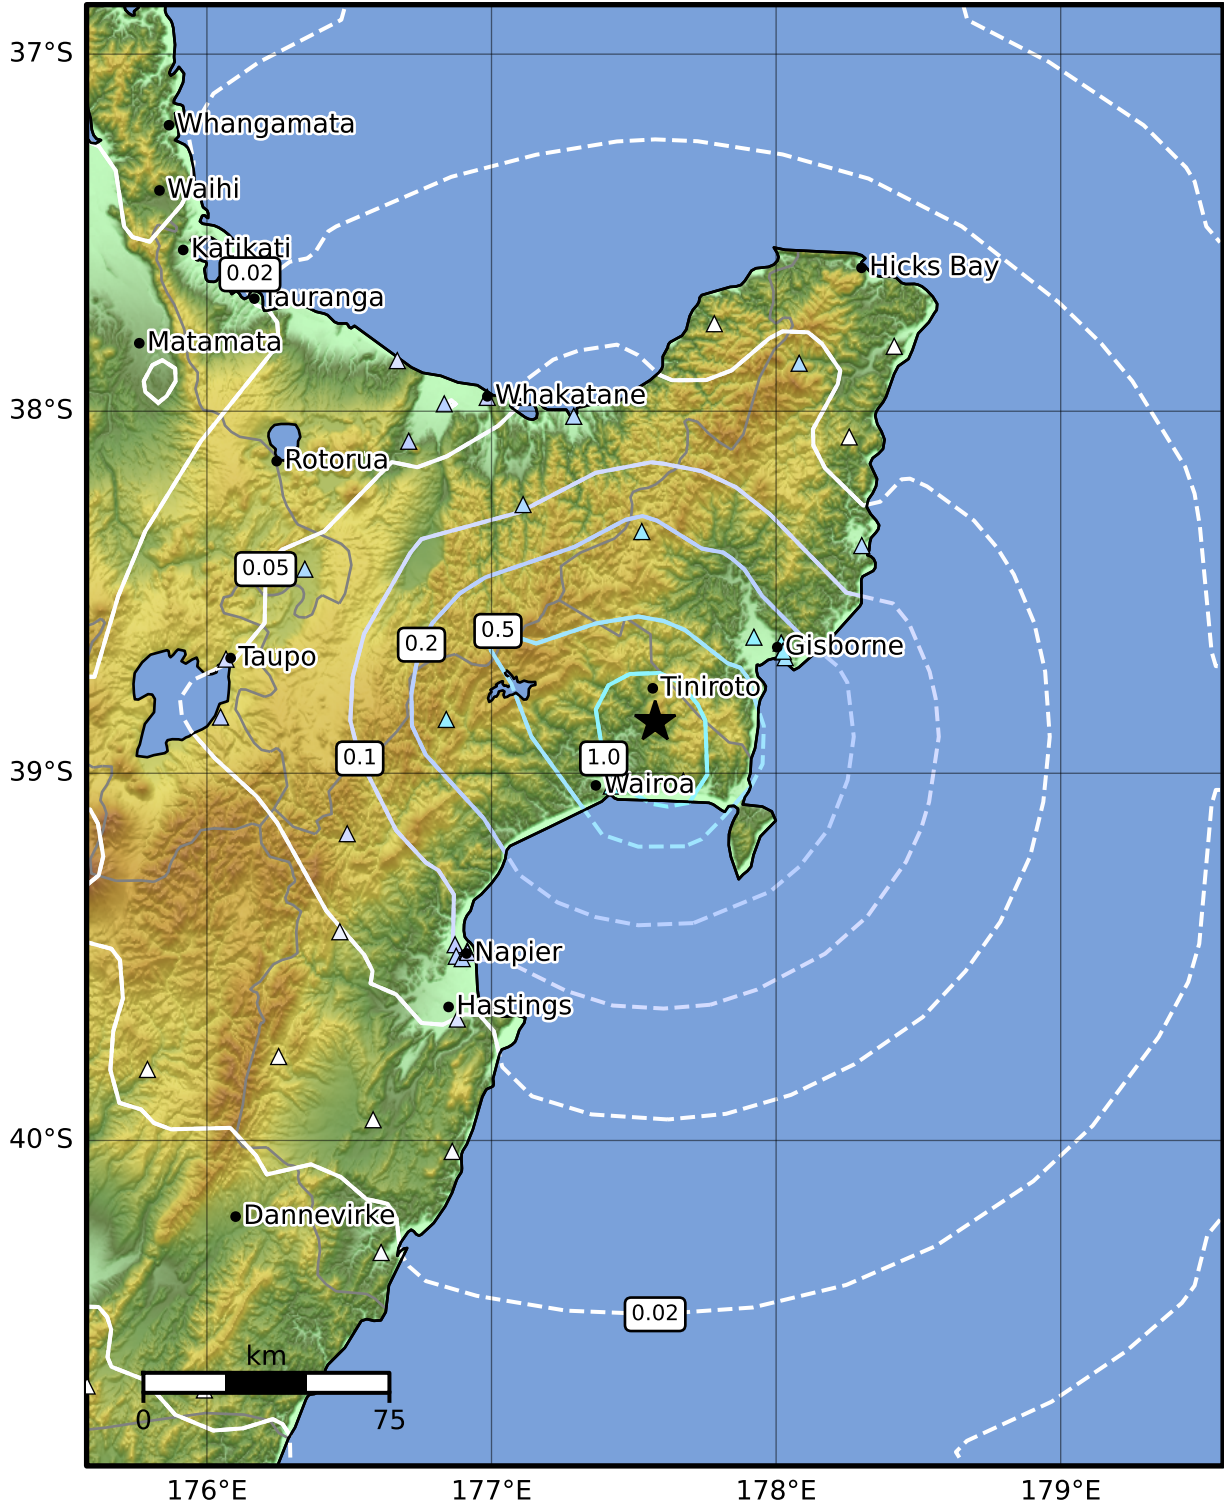 37°S
Whangamata
Waihi
Katikati
Hicks Bay
0.02
Tauranga
Matamata
Whakatane
38°S
Rotorua
0.05
0.5
0.2
Gisborne
Taupo
Tiniroto
0.1
1.0
39°S
Wairoa
Napier
Hastings
40°S
Dannevirke
0.02
km
0
75
176°E
177°E
178°E
179°E